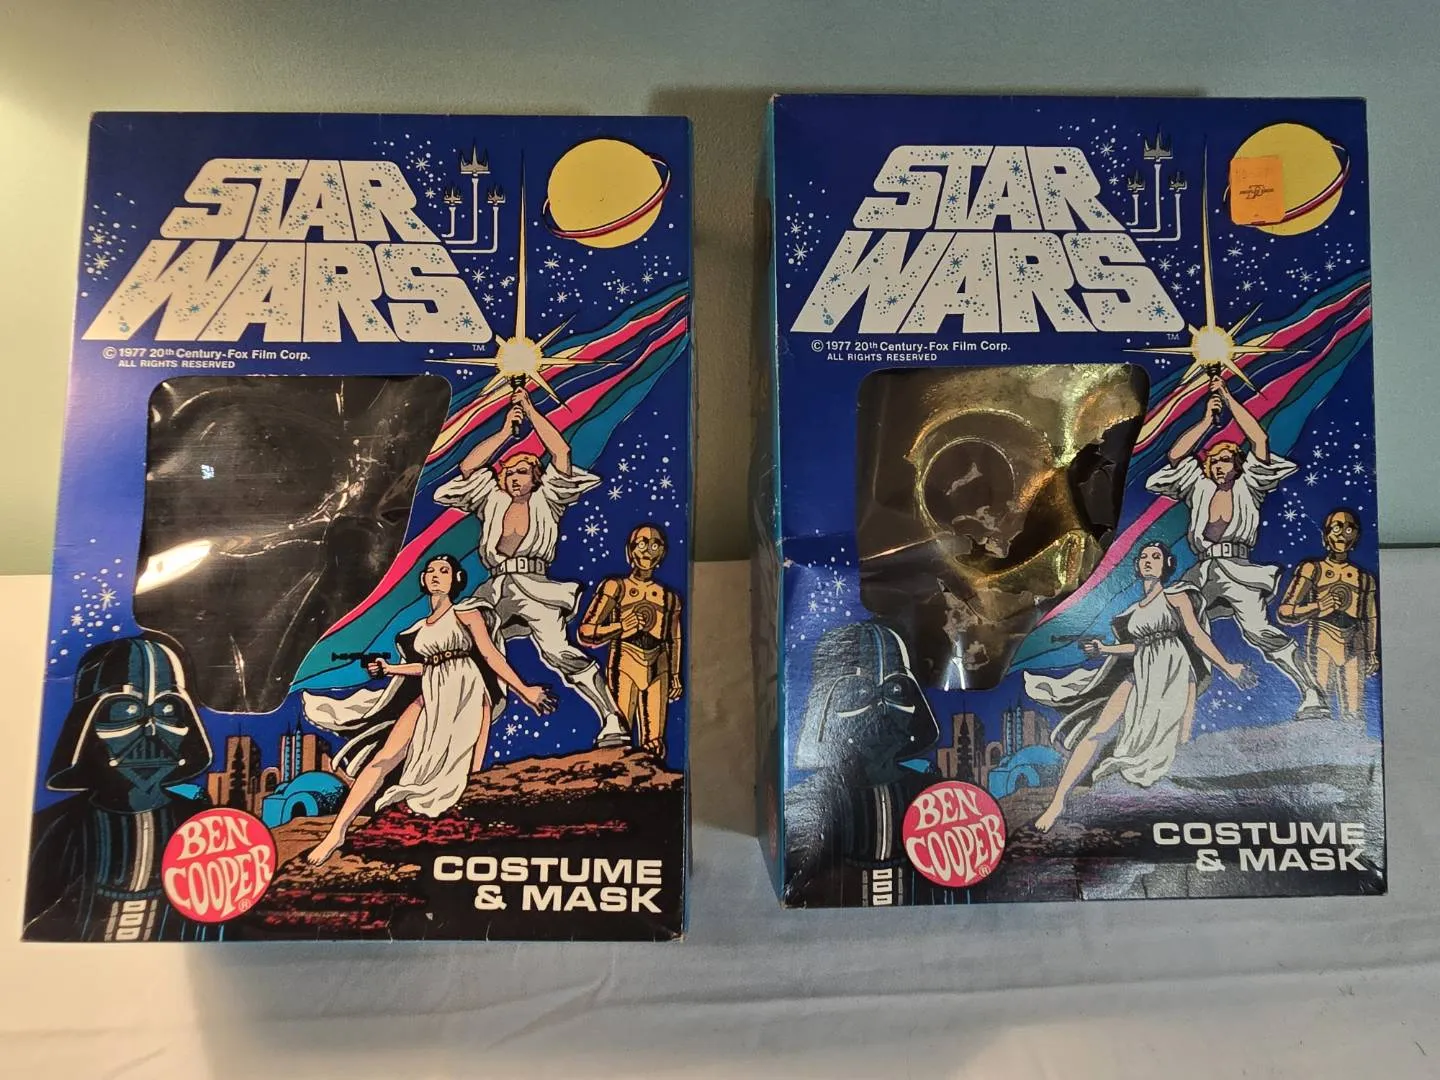 STAR
WARS
TM
© 1977 20th Century-Fox Film Corp.
ALL RIGHTS RESERVED
BEN
COOPER
®
COSTUME
& MASK
STAR
WARS
TM
© 1977 20th Century-Fox Film Corp.
ALL RIGHTS RESERVED
BEN
COOPER
®
COSTUME
& MASK